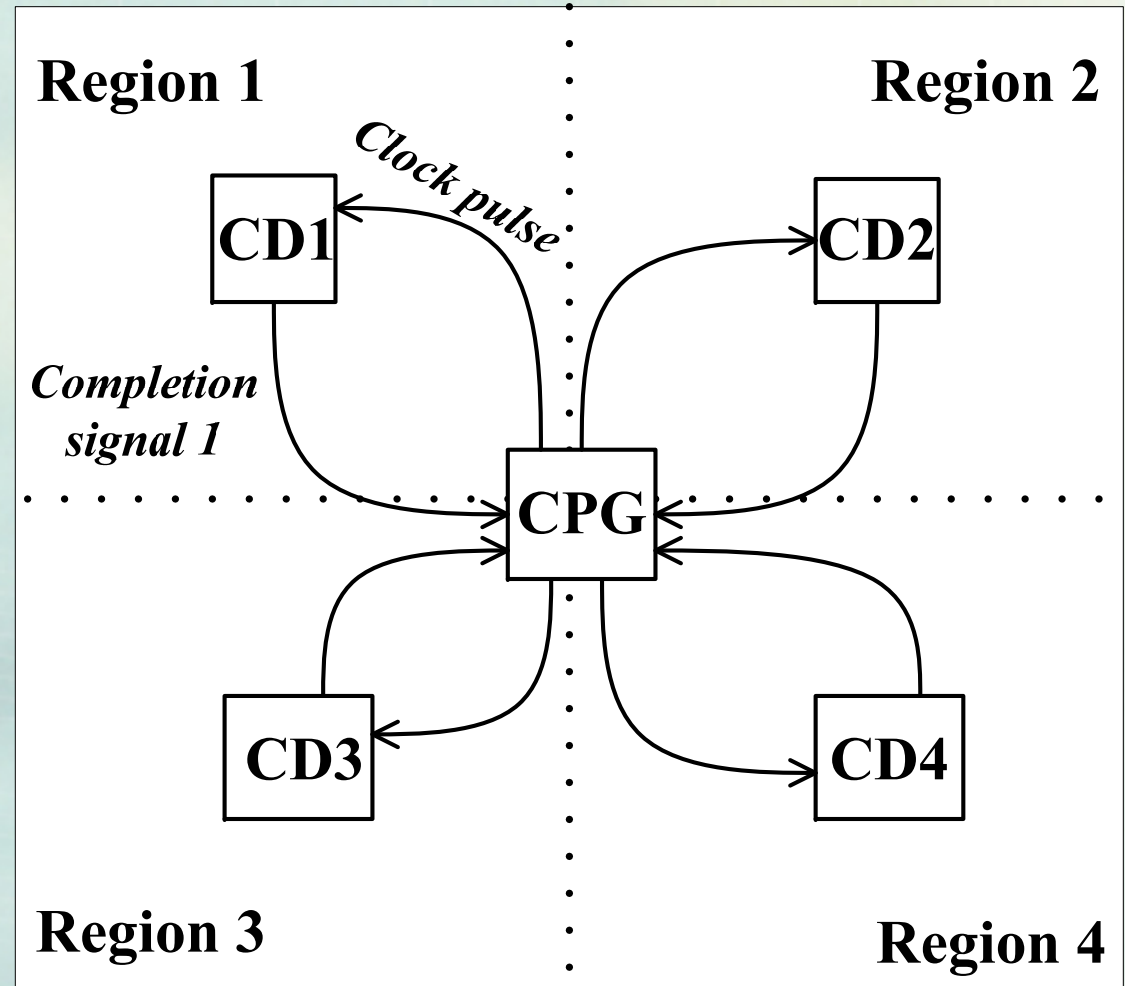 Region 1
Region 2
Clock pulse
CD1
CD2
Completion
signal 1
CPG
CD3
CD4
Region 3
Region 4